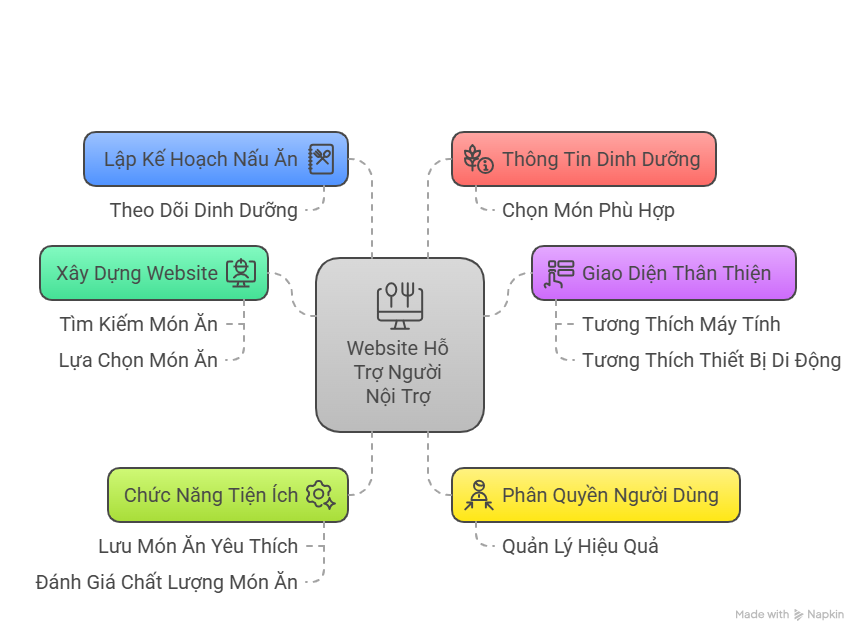 Lập Kế Hoạch Nấu Ăn
Theo Dõi Dinh Dưỡng
Thông Tin Dinh Dưỡng
Chọn Món Phù Hợp
Xây Dựng Website
Tìm Kiếm Món Ăn
Lựa Chọn Món Ăn
Giao Diện Thân Thiện
Tương Thích Máy Tính
Tương Thích Thiết Bị Di Động
Website Hỗ
Trợ Người
Nội Trợ
Chức Năng Tiện Ích
Lưu Món Ăn Yêu Thích
Đánh Giá Chất Lượng Món Ăn
Phân Quyền Người Dùng
Quản Lý Hiệu Quả
Made with Napkin